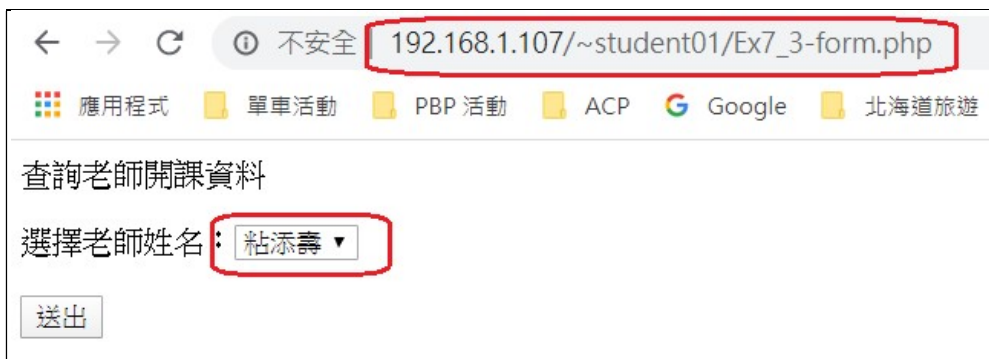 不安全 | 192.168.1.107/~student01/Ex7_3-form.php
應用程式 單車活動 PBP 活動 ACP G Google 北海道旅遊
查詢老師開課資料
選擇老師姓名：粘添壽 ▼
送出